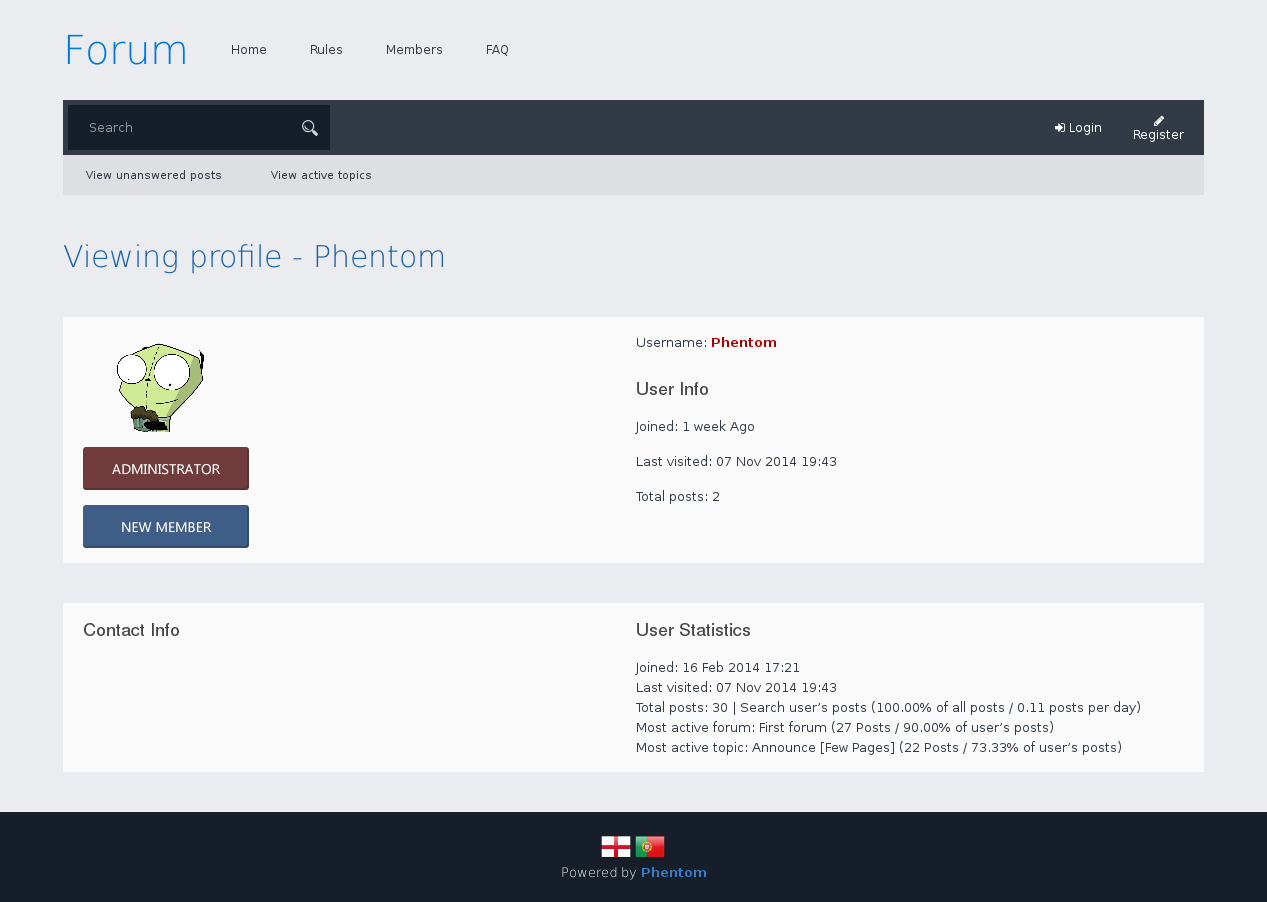 Forum
Home Rules Members FAQ
Search
Login
Register
View unanswered posts View active topics
Viewing profile - Phentom
ADMINISTRATOR
NEW MEMBER
Username: Phentom
User Info
Joined: 1 week Ago
Last visited: 07 Nov 2014 19:43
Total posts: 2
Contact Info
User Statistics
Joined: 16 Feb 2014 17:21
Last visited: 07 Nov 2014 19:43
Total posts: 30 | Search user’s posts (100.00% of all posts / 0.11 posts per day)
Most active forum: First forum (27 Posts / 90.00% of user’s posts)
Most active topic: Announce [Few Pages] (22 Posts / 73.33% of user’s posts)
Powered by Phentom